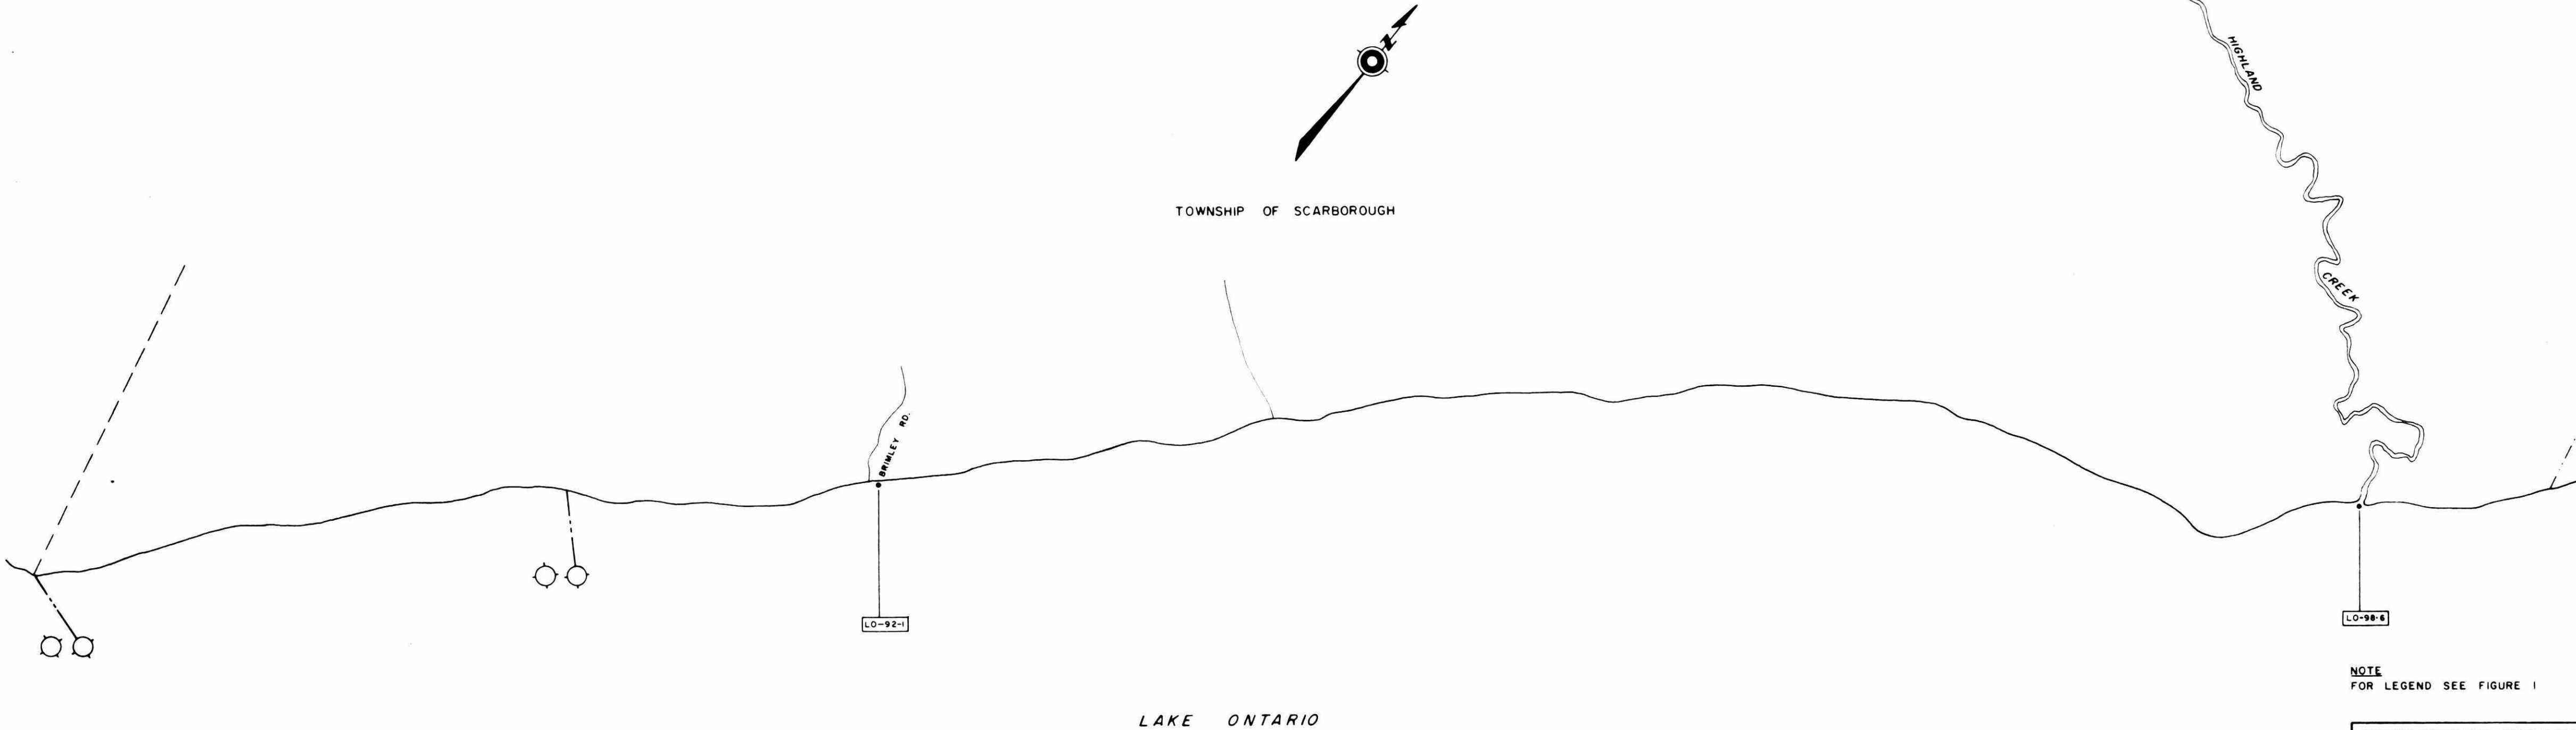 N
HIGHLAND
TOWNSHIP OF SCARBOROUGH
CREEK
BRIMLEY RD.
LO-92-1
LO-98·6
NOTE
FOR LEGEND SEE FIGURE 1
LAKE ONTARIO